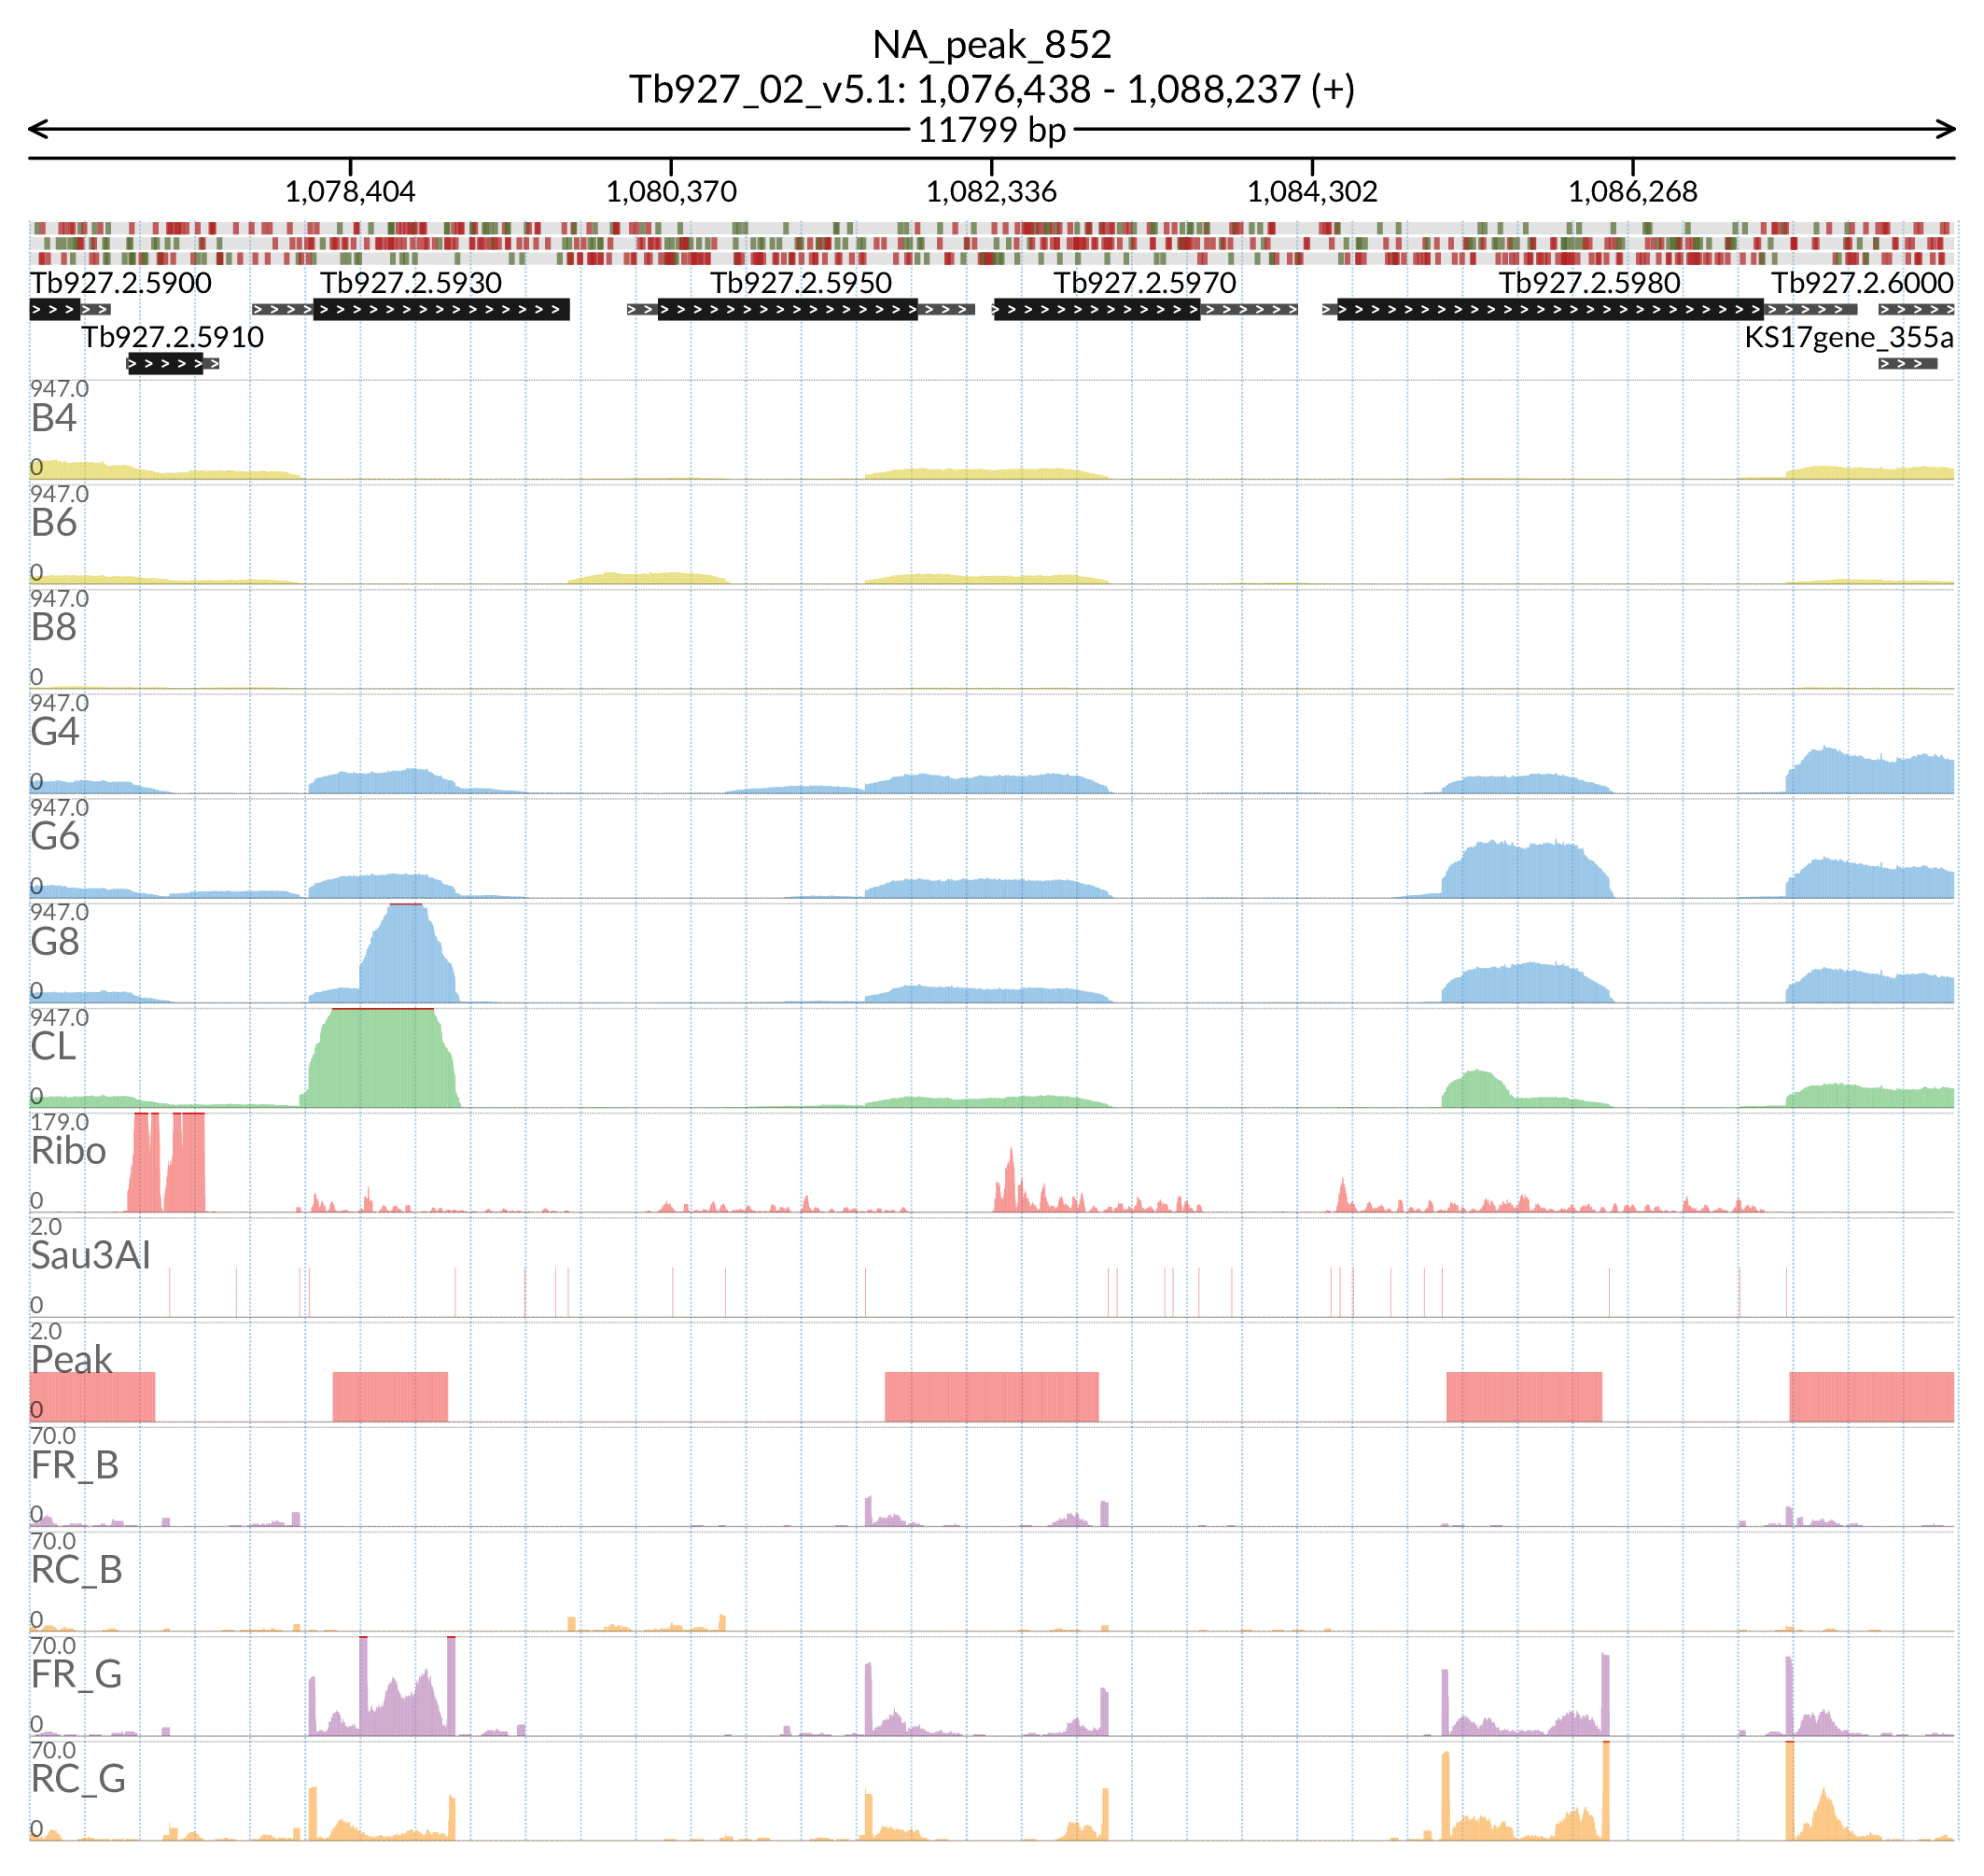 NA_peak_852
Tb927_02_v5.1: 1,076,438 - 1,088,237 (+)
11799 bp
1,078,404 1,080,370 1,082,336 1,084,302 1,086,268
Tb927.2.5900 Tb927.2.5930 Tb927.2.5950 Tb927.2.5970 Tb927.2.5980 Tb927.2.6000
Tb927.2.5910 KS17gene_355a
947.0
B4
0
947.0
B6
0
947.0
B8
0
947.0
G4
0
947.0
G6
0
947.0
G8
0
947.0
CL
0
179.0
Ribo
0
2.0
Sau3AI
0
2.0
Peak
0
70.0
FR_B
0
70.0
RC_B
0
70.0
FR_G
0
70.0
RC_G
0